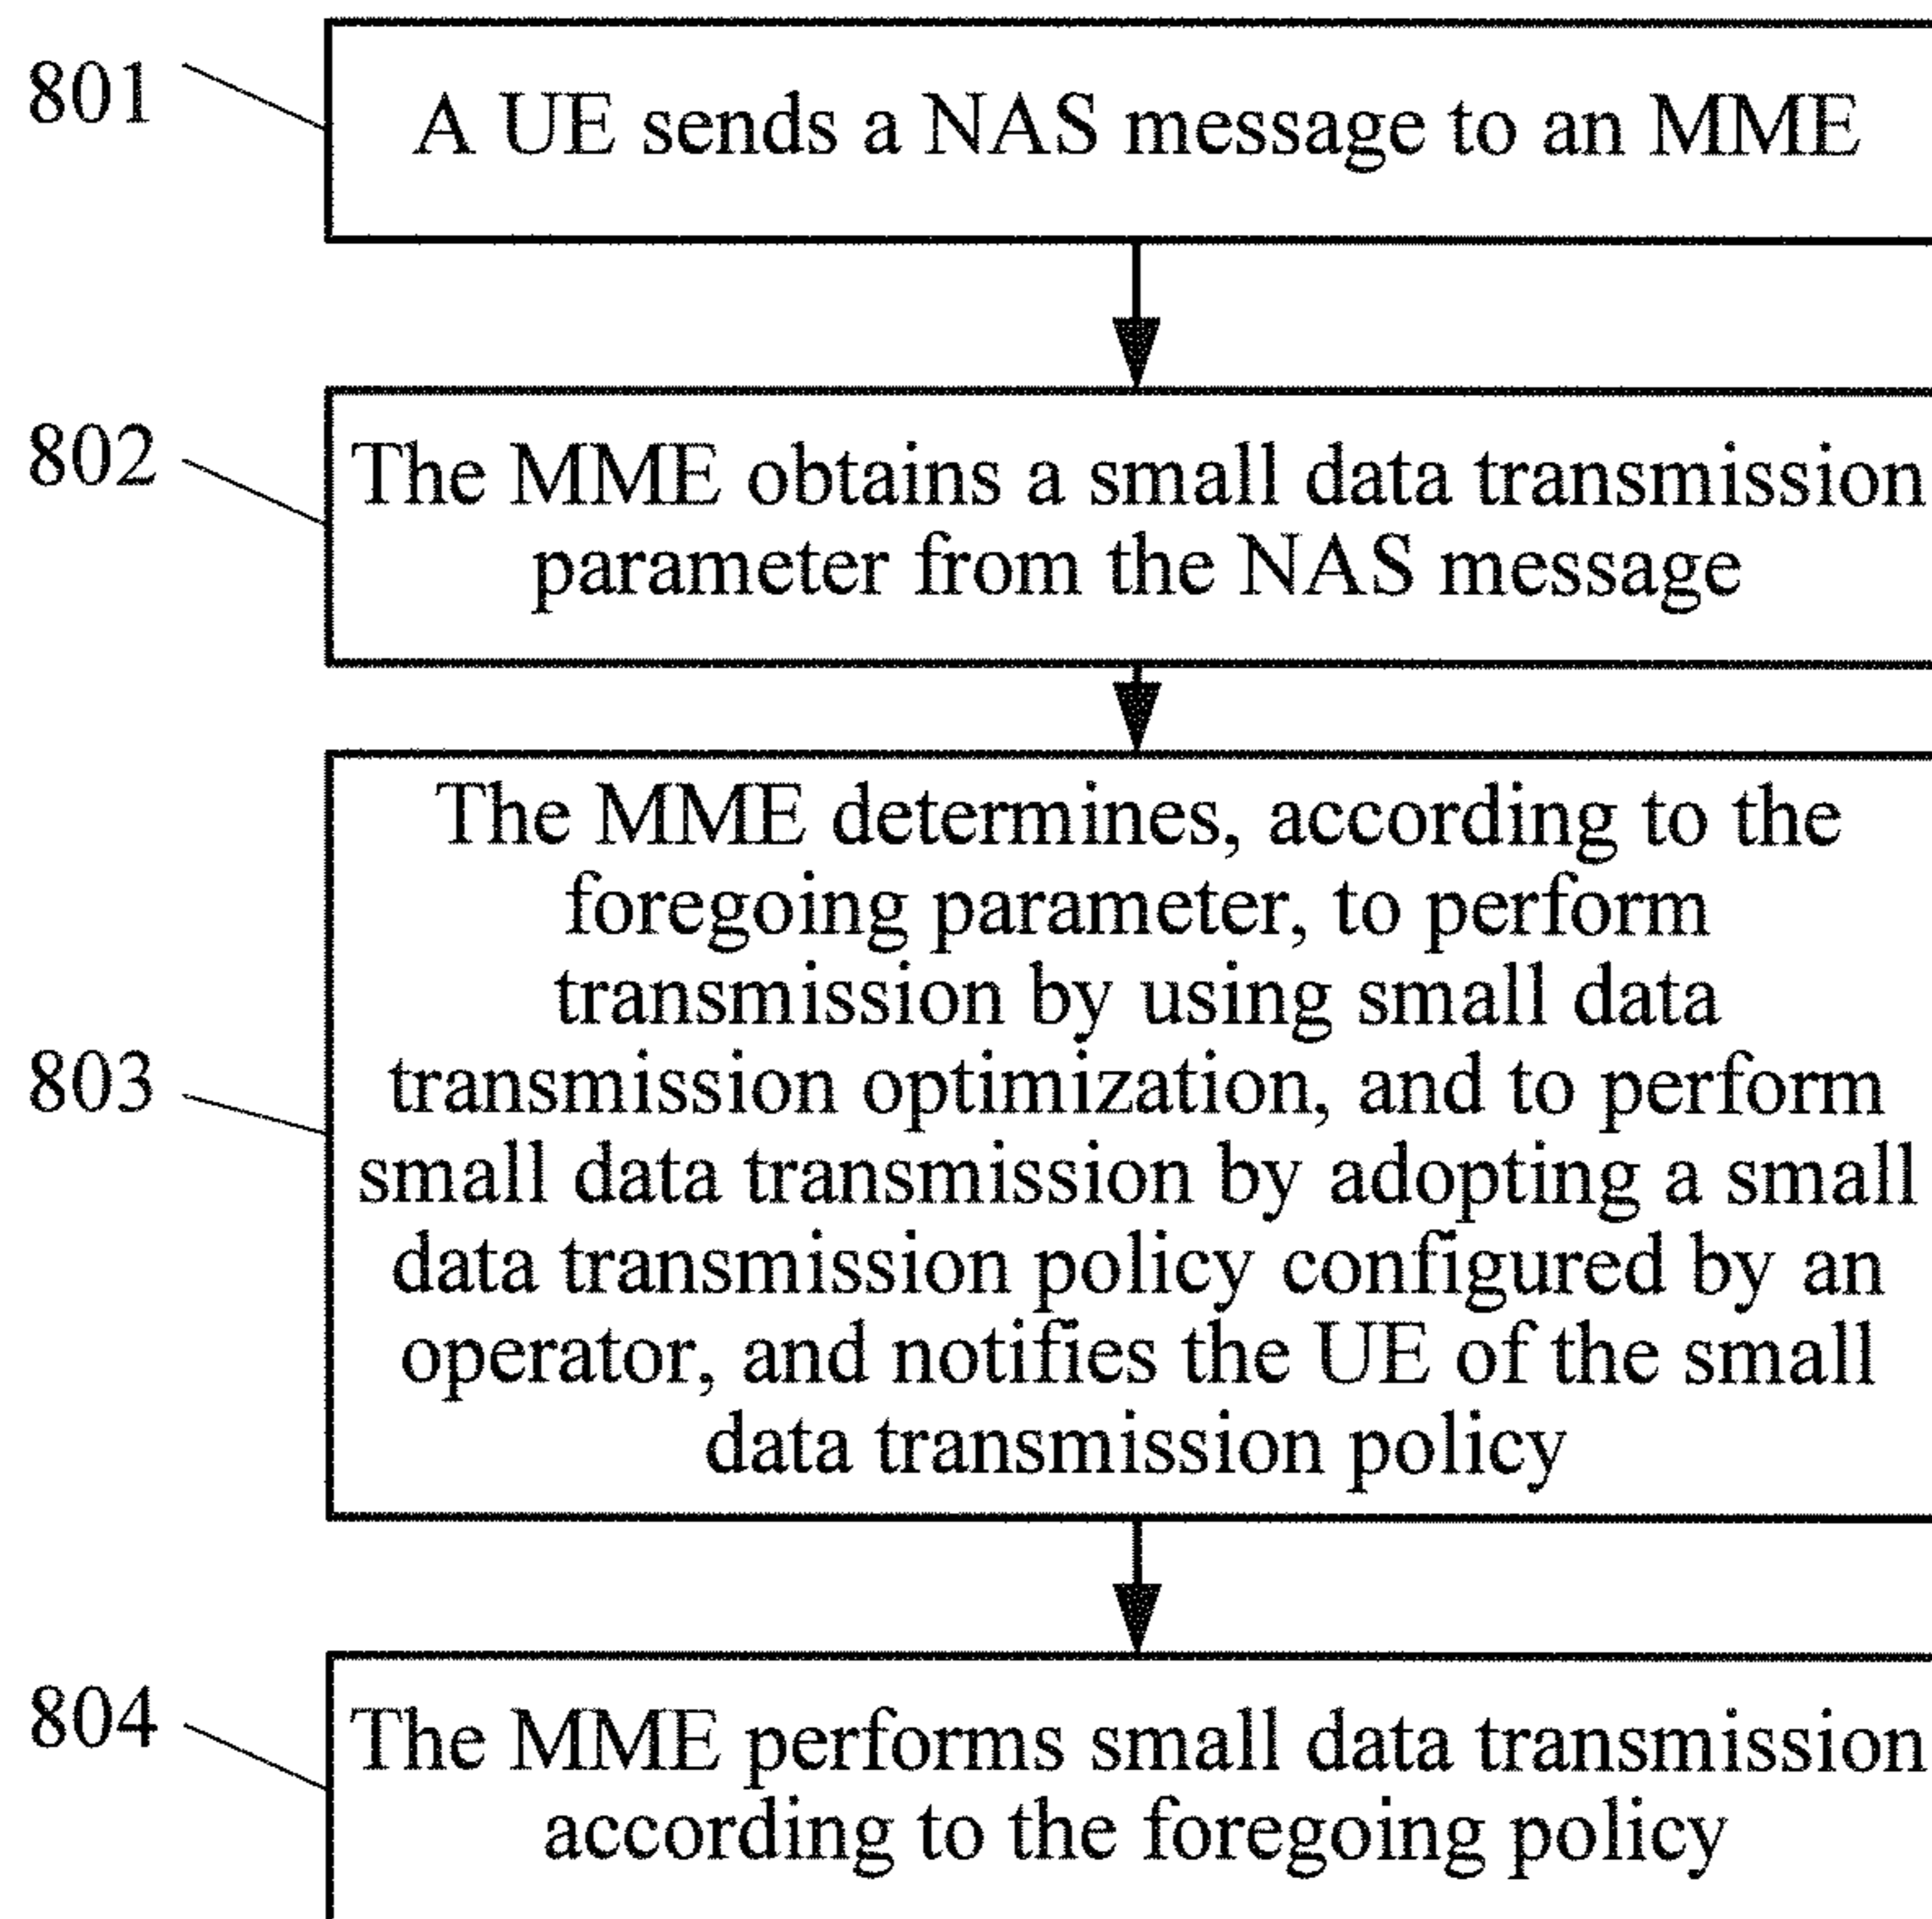 801
A UE sends a NAS message to an MME
802
The MME obtains a small data transmission
parameter from the NAS message
803
The MME determines, according to the
foregoing parameter, to perform
transmission by using small data
transmission optimization, and to perform
small data transmission by adopting a small
data transmission policy configured by an
operator, and notifies the UE of the small
data transmission policy
804
The MME performs small data transmission
according to the foregoing policy